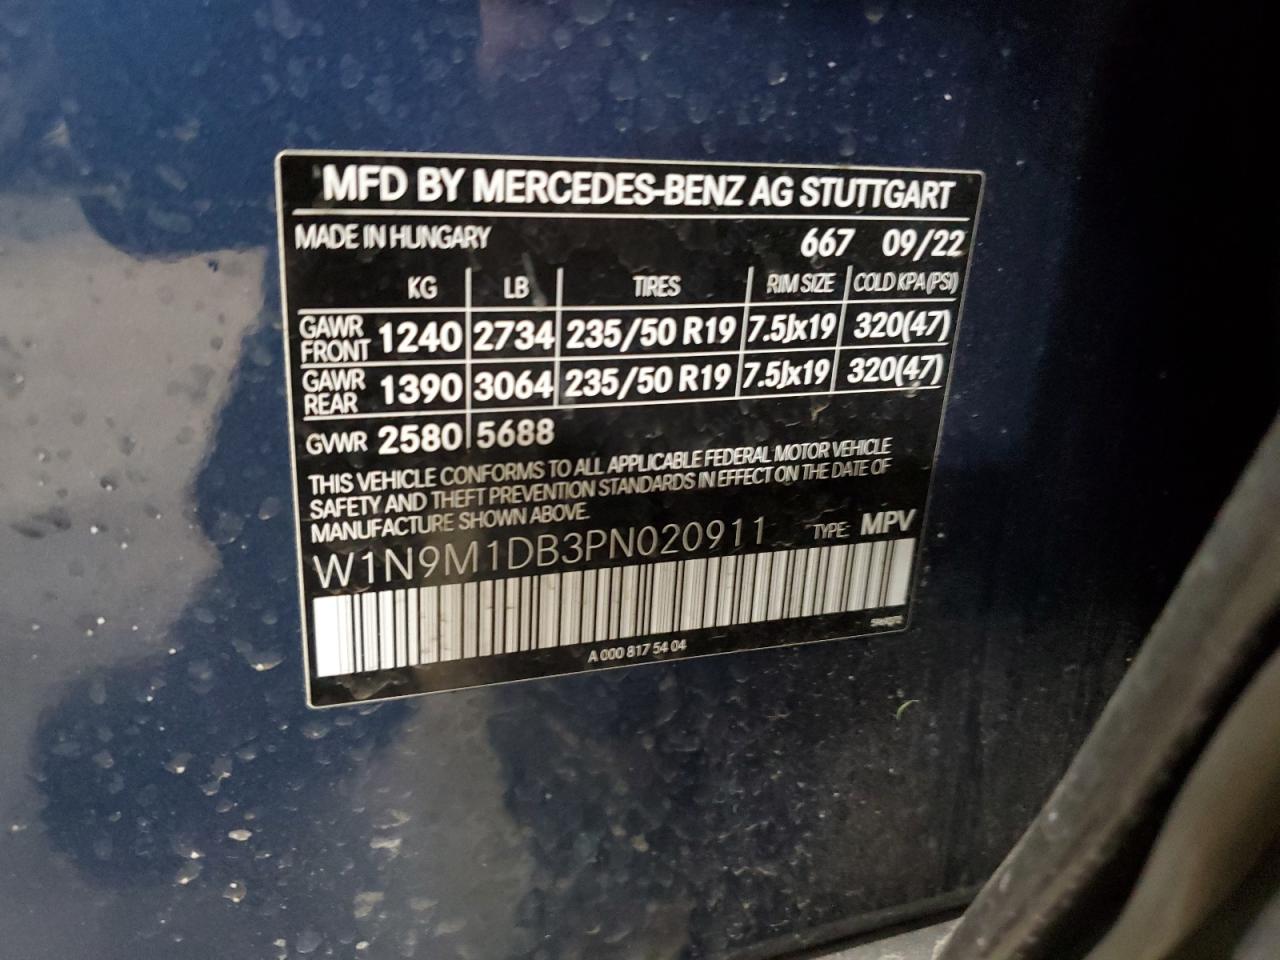 MFD BY MERCEDES-BENZ AG STUTTGART
MADE IN HUNGARY 667 09/22
KG LB TIRES RIM SIZE COLD KPA (PSI)
GAWR FRONT 1240 2734 235/50 R19 7.5Jx19 320(47)
GAWR REAR 1390 3064 235/50 R19 7.5Jx19 320(47)
GVWR 2580 5688
THIS VEHICLE CONFORMS TO ALL APPLICABLE FEDERAL MOTOR VEHICLE
SAFETY AND THEFT PREVENTION STANDARDS IN EFFECT ON THE DATE OF
MANUFACTURE SHOWN ABOVE.
W1N9M1DB3PN020911 TYPE: MPV
A 000 817 54 04